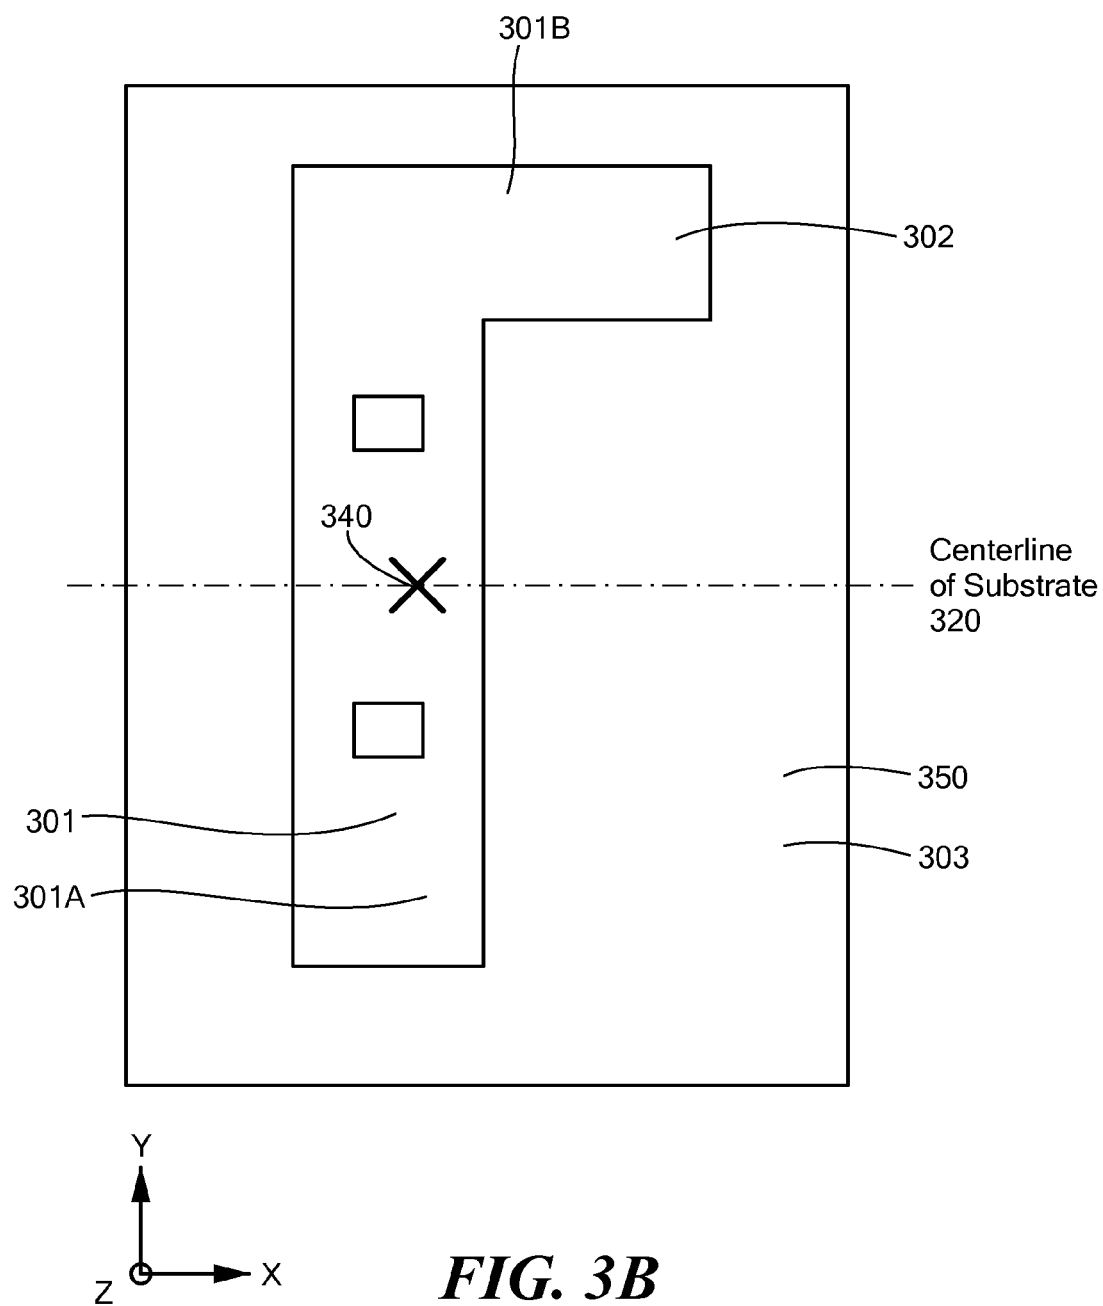 301B
302
340
Centerline
of Substrate
320
350
301
303
301A
Y
Z
X
FIG. 3B